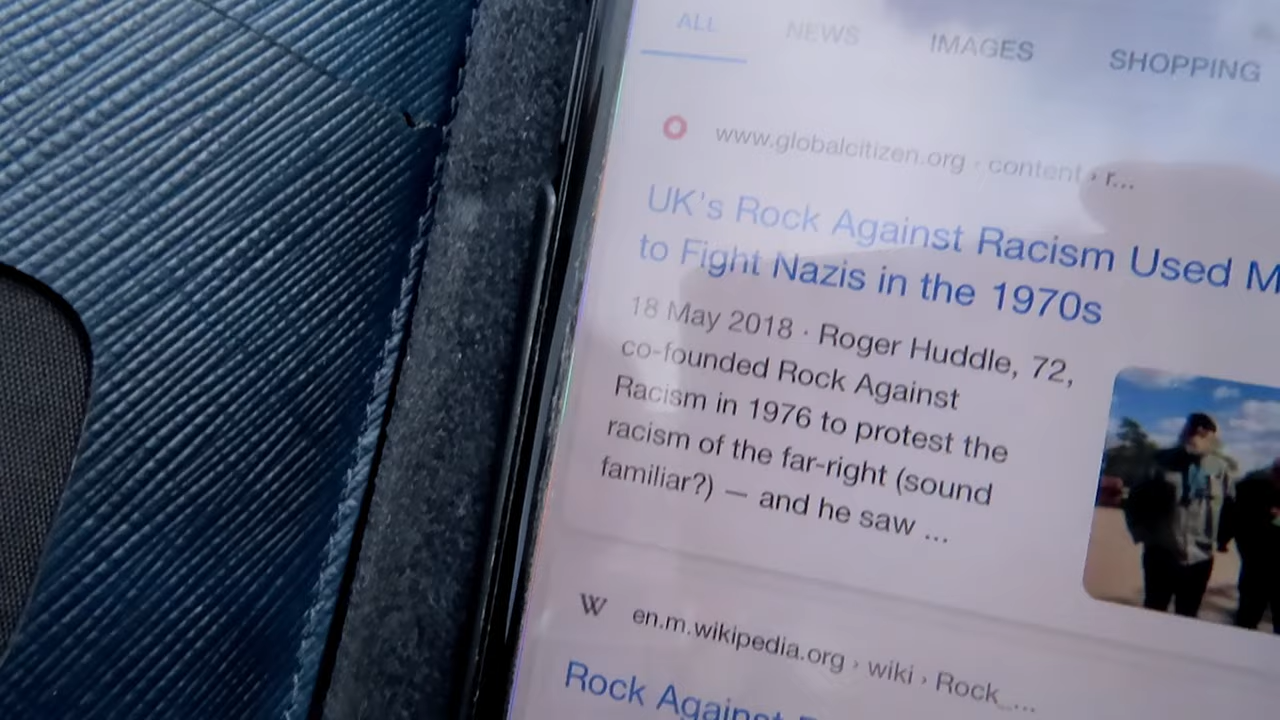 ALL NEWS IMAGES SHOPPING
www.globalcitizen.org · content › r...
UK's Rock Against Racism Used M
to Fight Nazis in the 1970s
18 May 2018 · Roger Huddle, 72,
co-founded Rock Against
Racism in 1976 to protest the
racism of the far-right (sound
familiar?) — and he saw ...
W en.m.wikipedia.org › wiki › Rock_...
Rock Against